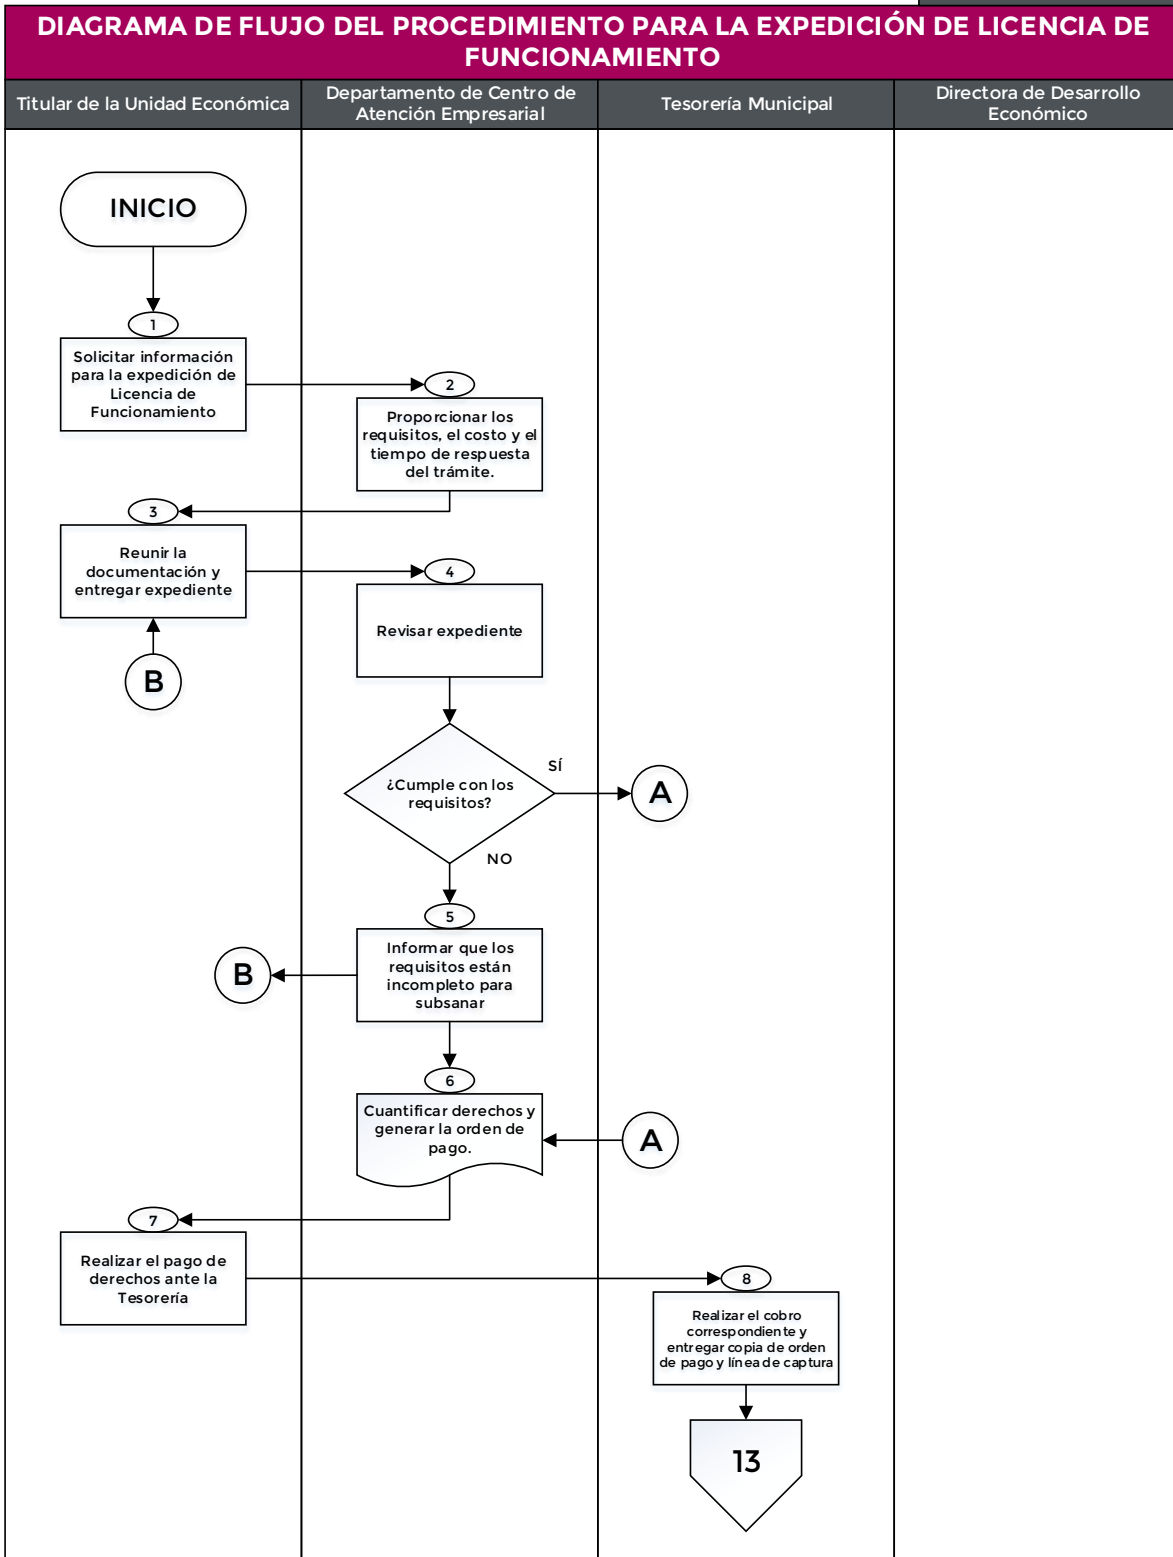 DIAGRAMA DE FLUJO DEL PROCEDIMIENTO PARA LA EXPEDICIÓN DE LICENCIA DE
FUNCIONAMIENTO
Titular de la Unidad Económica
Departamento de Centro de
Atención Empresarial
Tesorería Municipal
Directora de Desarrollo
Económico
INICIO
1
Solicitar información
para la expedición de
Licencia de
Funcionamiento
2
Proporcionar los
requisitos, el costo y el
tiempo de respuesta
del trámite.
3
Reunir la
documentación y
entregar expediente
4
Revisar expediente
B
¿Cumple con los
requisitos?
SÍ
A
NO
5
Informar que los
requisitos están
incompleto para
subsanar
B
6
Cuantificar derechos y
generar la orden de
pago.
A
7
Realizar el pago de
derechos ante la
Tesorería
8
Realizar el cobro
correspondiente y
entregar copia de orden
de pago y línea de captura
13